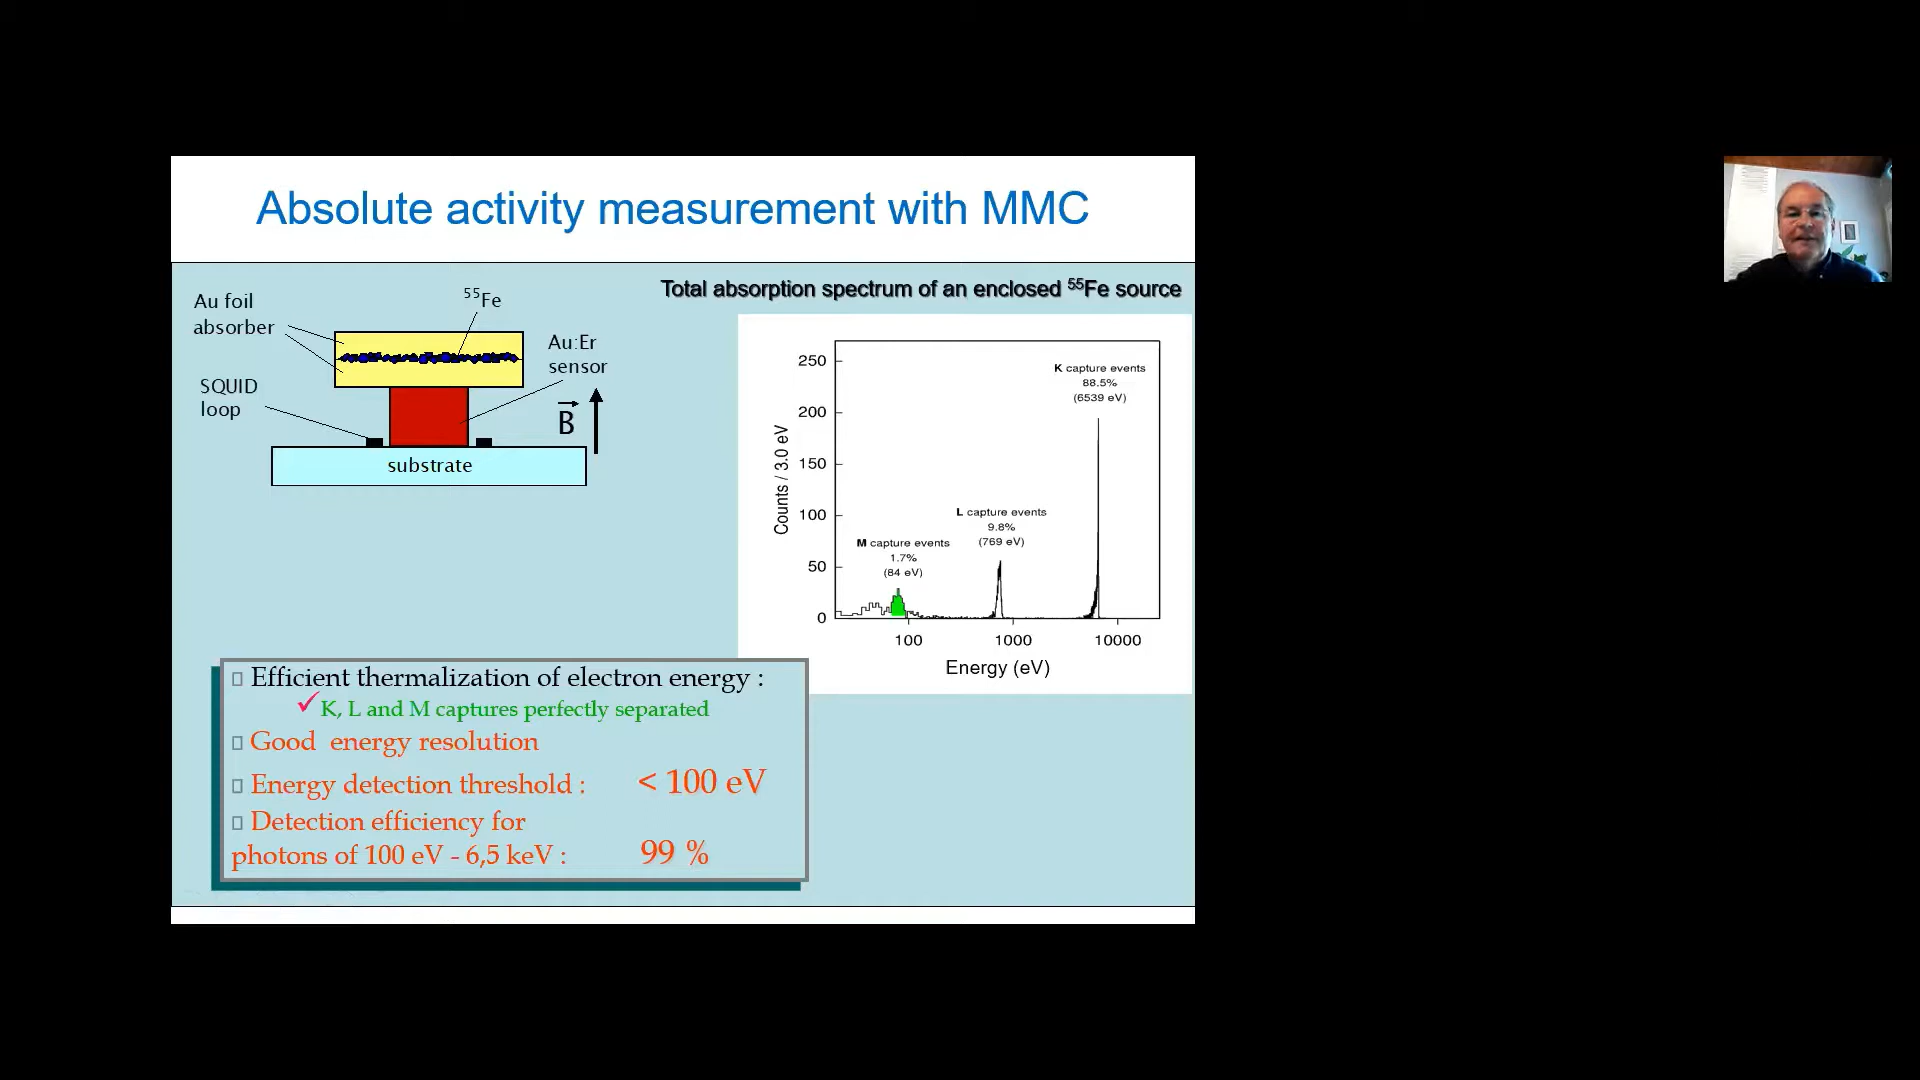 Absolute activity measurement with MMC
Au foil
absorber
⁵⁵Fe
Au:Er
sensor
SQUID
loop
B
substrate
Total absorption spectrum of an enclosed ⁵⁵Fe source
250
200
150
100
50
0
Counts / 3.0 eV
K capture events
88.5%
(6539 eV)
L capture events
9.8%
(769 eV)
M capture events
1.7%
(84 eV)
100 1000 10000
Energy (eV)
Efficient thermalization of electron energy :
✓K, L and M captures perfectly separated
Good energy resolution
Energy detection threshold : < 100 eV
Detection efficiency for
photons of 100 eV - 6,5 keV : 99 %